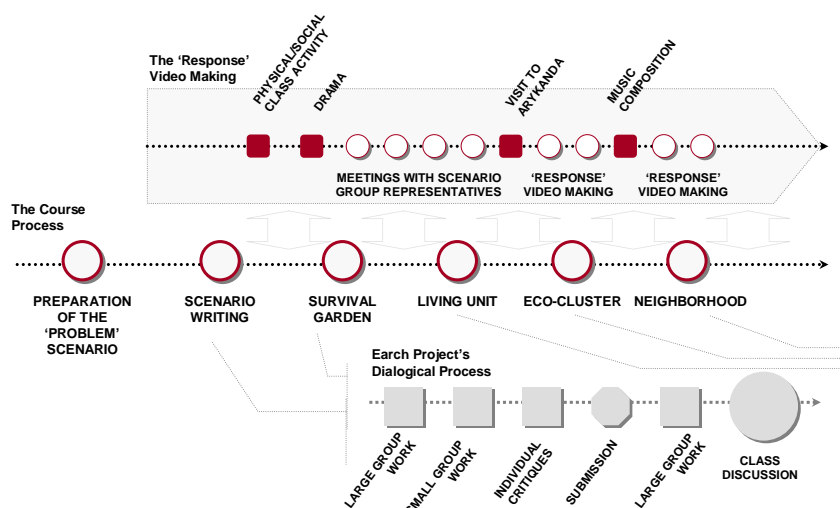 The ‘Response’
Video Making
PHYSICAL/SOCIAL
CLASS ACTIVITY
DRAMA
VISIT TO
ARYKANDA
MUSIC
COMPOSITION
MEETINGS WITH SCENARIO
GROUP REPRESENTATIVES
‘RESPONSE’
VIDEO MAKING
‘RESPONSE’
VIDEO MAKING
The Course
Process
PREPARATION
OF THE
‘PROBLEM’
SCENARIO
SCENARIO
WRITING
SURVIVAL
GARDEN
LIVING UNIT
ECO-CLUSTER
NEIGHBORHOOD
Earch Project’s
Dialogical Process
LARGE GROUP
WORK
SMALL GROUP
WORK
INDIVIDUAL
CRITIQUES
SUBMISSION
LARGE GROUP
WORK
CLASS
DISCUSSION